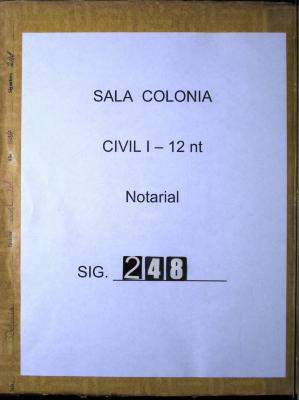 SALA COLONIA
CIVIL I – 12 nt
Notarial
SIG. 248